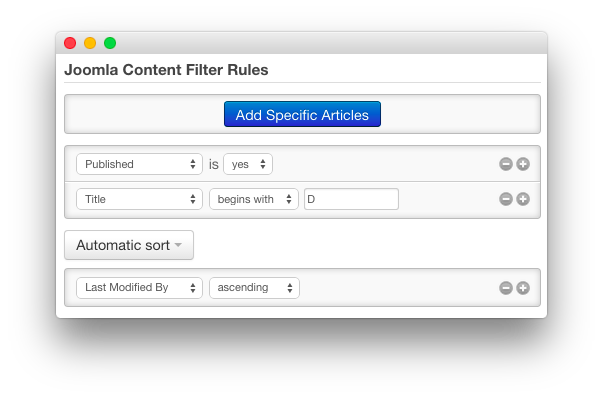 Joomla Content Filter Rules
Add Specific Articles
Published is yes
Title begins with D
Automatic sort
Last Modified By ascending